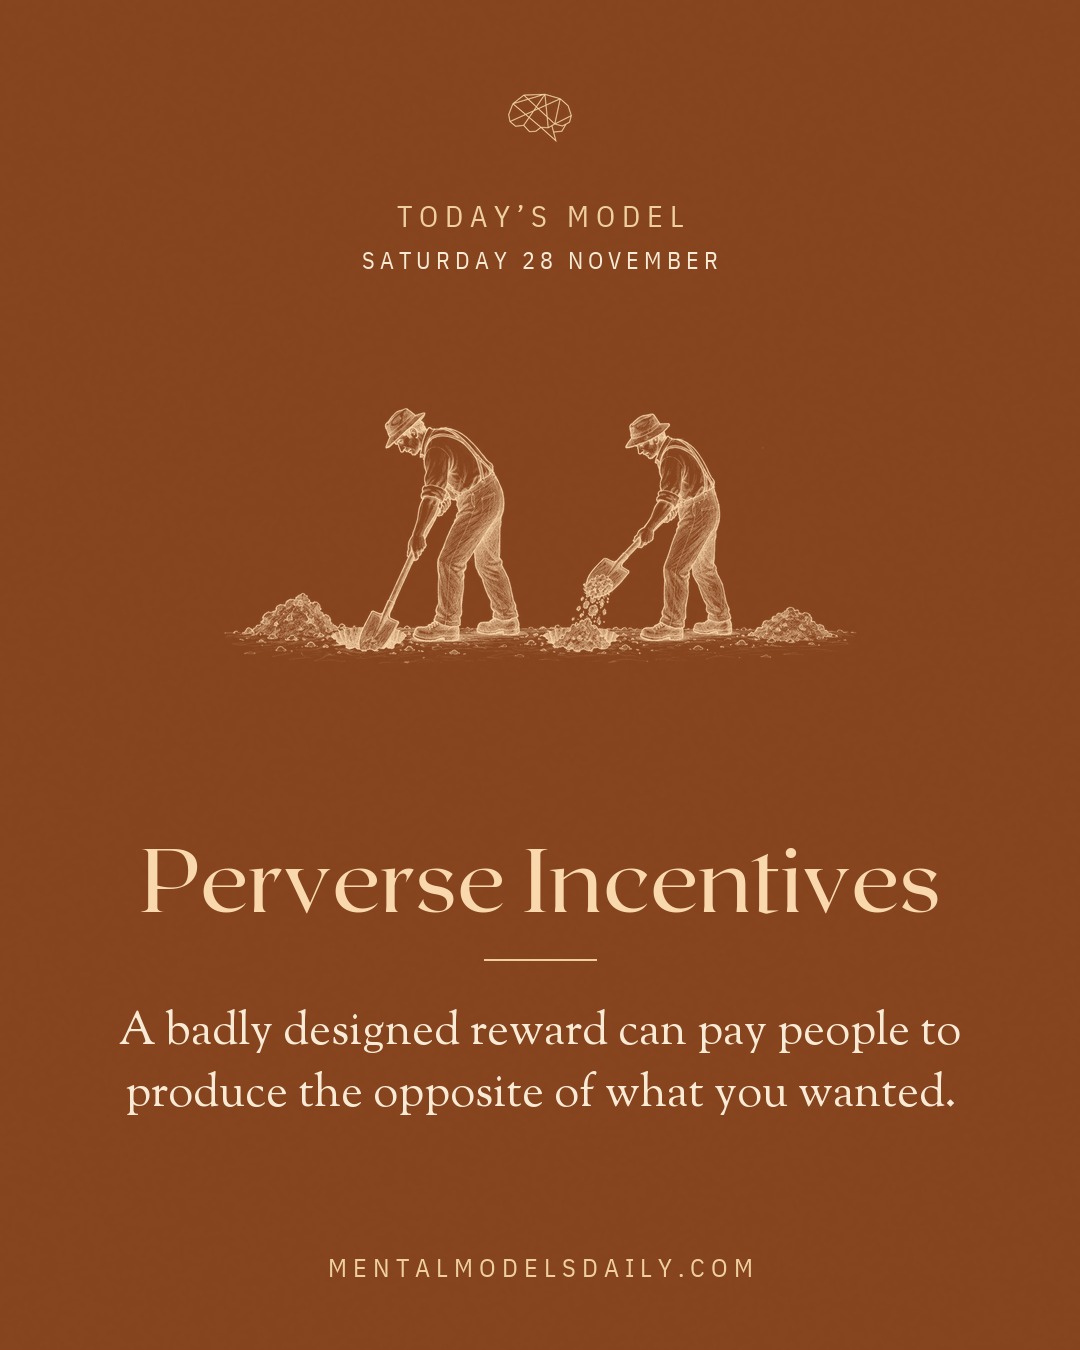 TODAY’S MODEL
SATURDAY 28 NOVEMBER
Perverse Incentives
A badly designed reward can pay people to
produce the opposite of what you wanted.
MENTALMODELSDAILY.COM